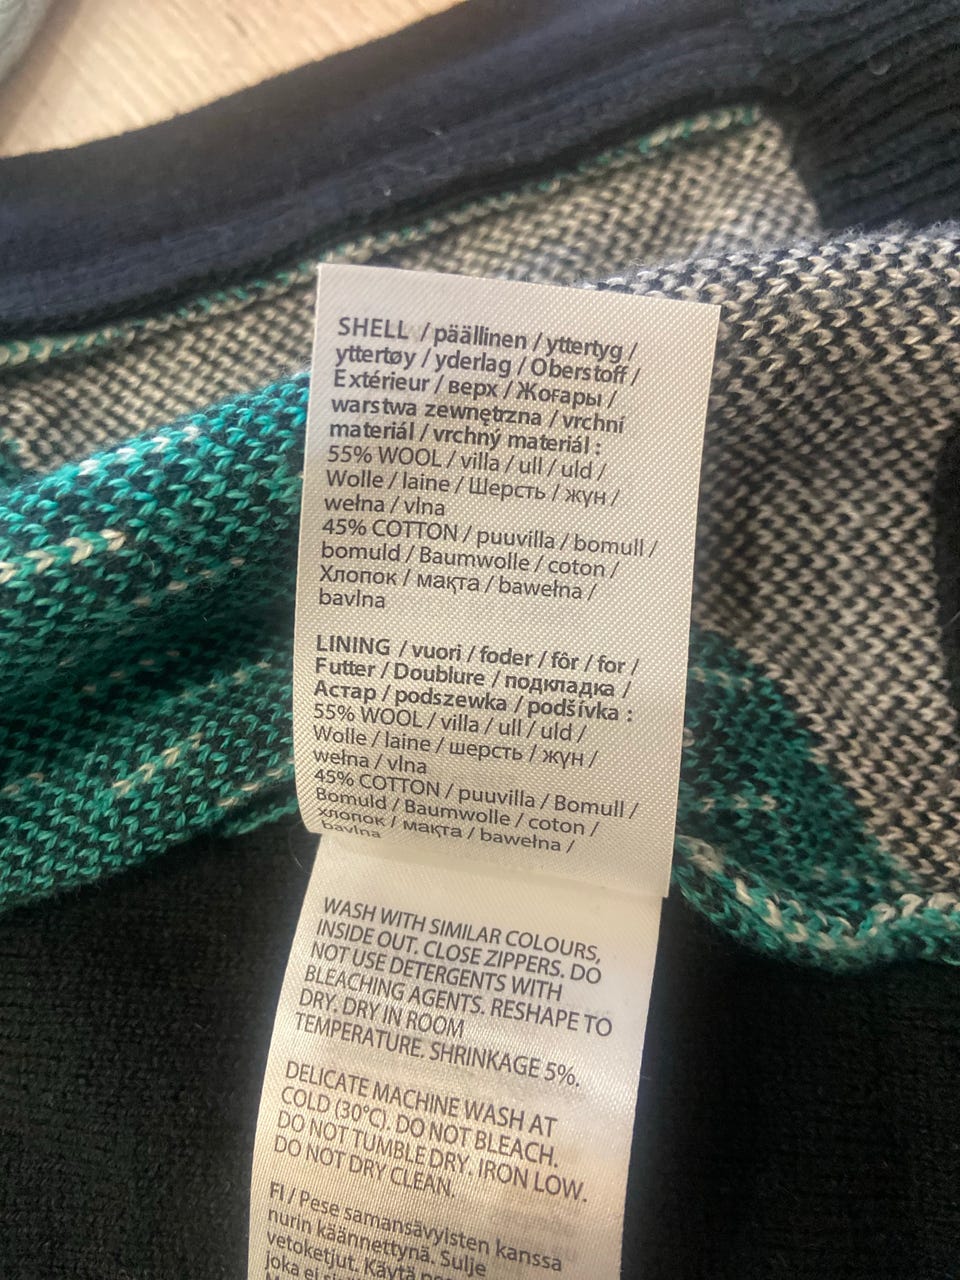 SHELL / päällinen / yttertyg /
yttertøy / yderlag / Oberstoff /
Extérieur / верх / Жоғары /
warstwa zewnętrzna / vrchní
materiál / vrchný materiál :
55% WOOL / villa / ull / uld /
Wolle / laine / Шерсть / жүн /
wełna / vlna
45% COTTON / puuvilla / bomull /
bomuld / Baumwolle / coton /
Хлопок / мақта / bawełna /
bavlna
LINING / vuori / foder / fôr / for /
Futter / Doublure / подкладка /
Астар / podszewka / podšívka :
55% WOOL / villa / ull / uld /
Wolle / laine / шерсть / жүн /
wełna / vlna
45% COTTON / puuvilla / Bomull /
Bomuld / Baumwolle / coton /
хлопок / мақта / bawełna /
bavlna
WASH WITH SIMILAR COLOURS,
INSIDE OUT. CLOSE ZIPPERS. DO
NOT USE DETERGENTS WITH
BLEACHING AGENTS. RESHAPE TO
DRY. DRY IN ROOM
TEMPERATURE. SHRINKAGE 5%.
DELICATE MACHINE WASH AT
COLD (30°C). DO NOT BLEACH.
DO NOT TUMBLE DRY. IRON LOW.
DO NOT DRY CLEAN.
FI / Pese samansävyisten kanssa
nurin käännettynä. Sulje
vetoketjut. Käytä
joka ei